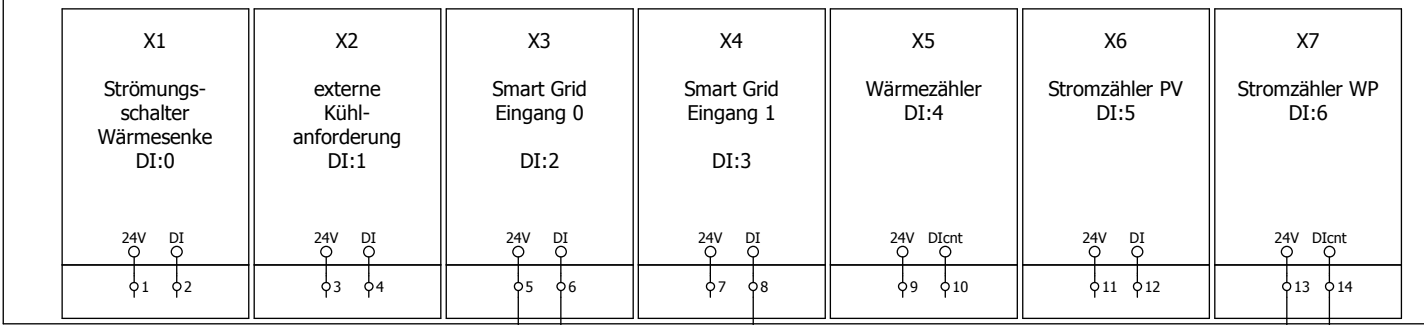 X1
Strömungs-
schalter
Wärmesenke
DI:0
24V DI
1 2
X2
externe
Kühl-
anforderung
DI:1
24V DI
3 4
X3
Smart Grid
Eingang 0
DI:2
24V DI
5 6
X4
Smart Grid
Eingang 1
DI:3
24V DI
7 8
X5
Wärmezähler
DI:4
24V DIcnt
9 10
X6
Stromzähler PV
DI:5
24V DI
11 12
X7
Stromzähler WP
DI:6
24V DIcnt
13 14